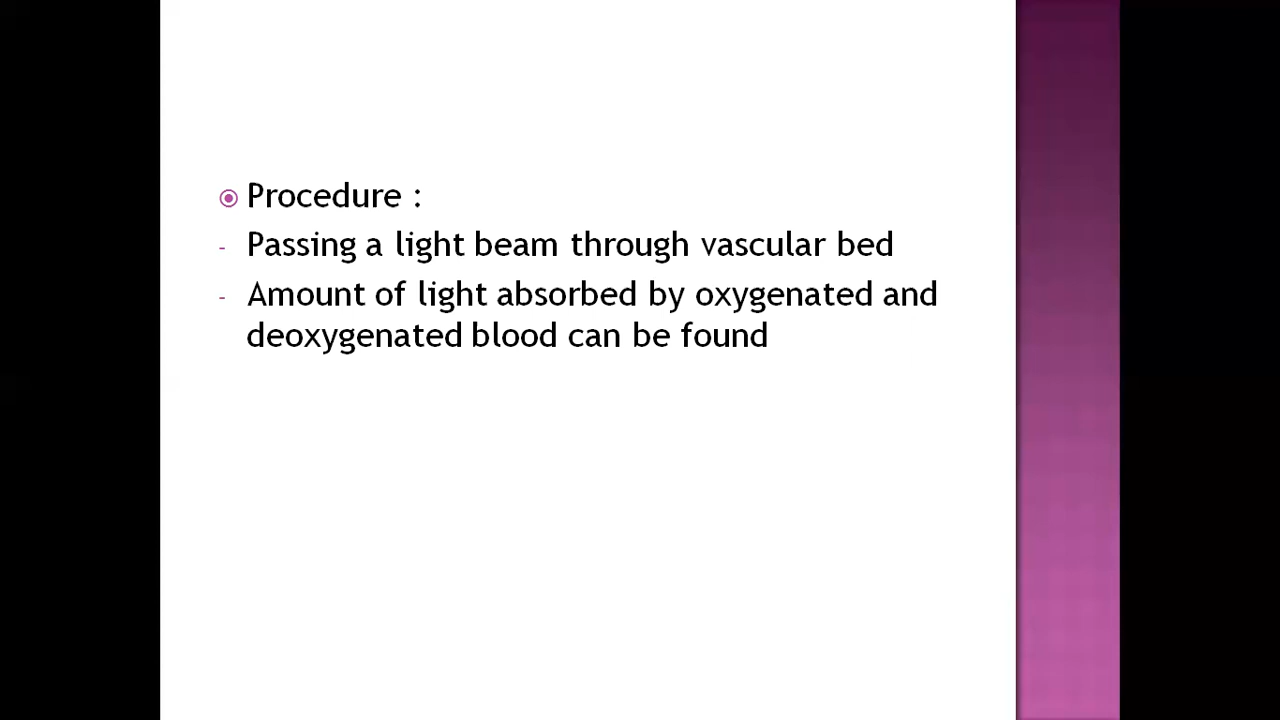 Procedure :
- Passing a light beam through vascular bed
- Amount of light absorbed by oxygenated and
deoxygenated blood can be found